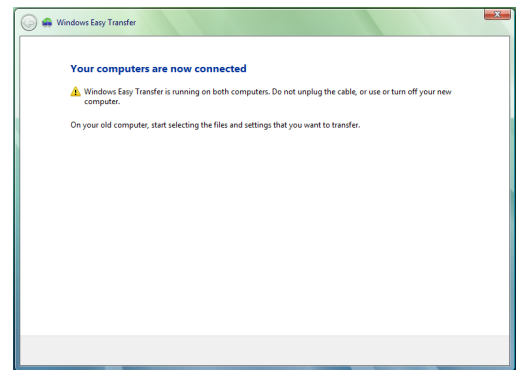 Windows Easy Transfer
Your computers are now connected
Windows Easy Transfer is running on both computers. Do not unplug the cable, or use or turn off your new
computer.
On your old computer, start selecting the files and settings that you want to transfer.